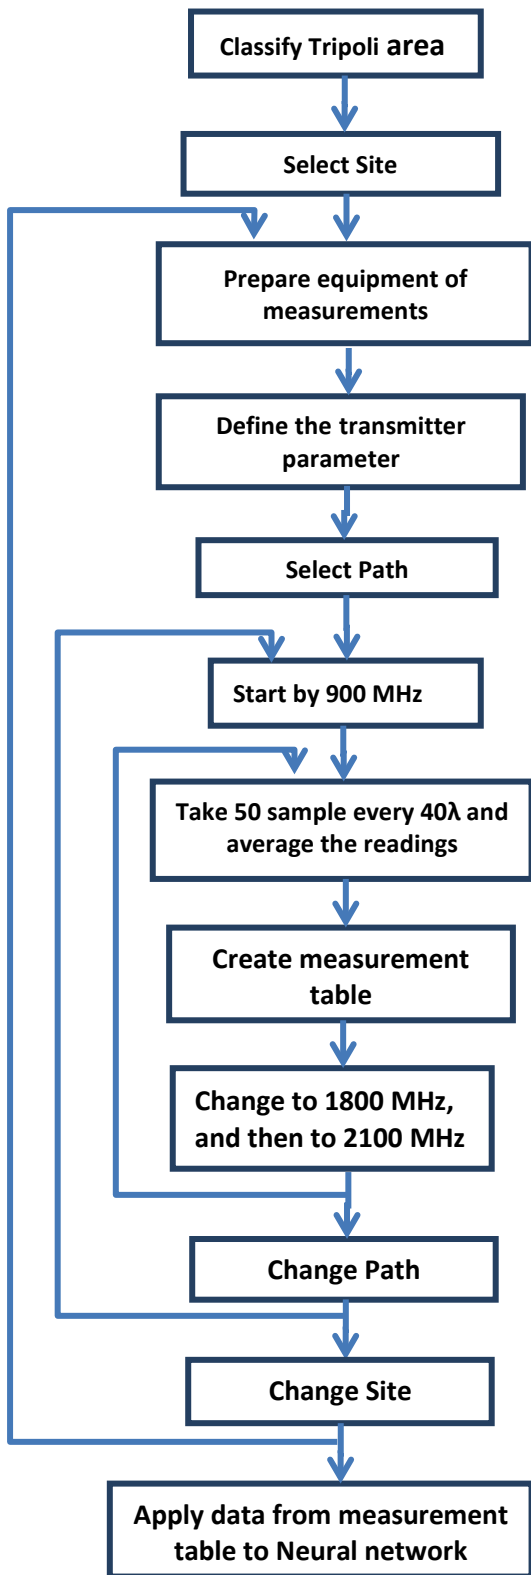 Classify Tripoli area
Select Site
Prepare equipment of
measurements
Define the transmitter
parameter
Select Path
Start by 900 MHz
Take 50 sample every 40λ and
average the readings
Create measurement
table
Change to 1800 MHz,
and then to 2100 MHz
Change Path
Change Site
Apply data from measurement
table to Neural network